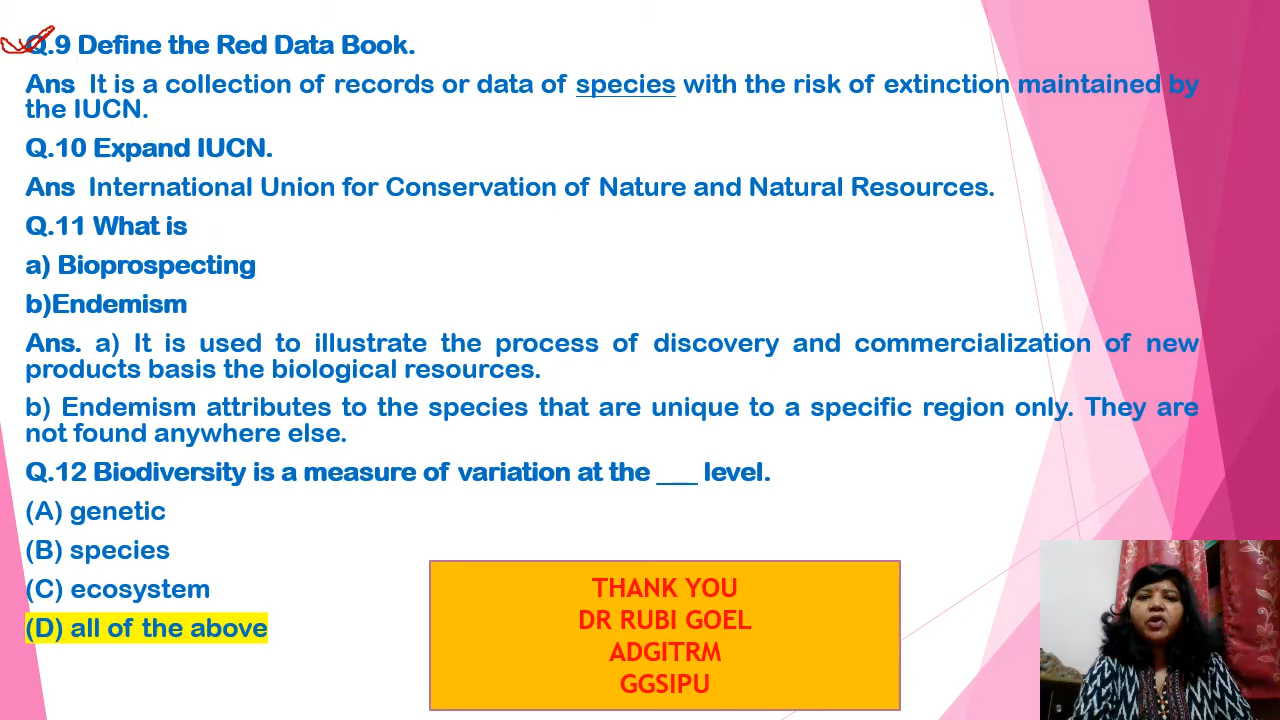 Q.9 Define the Red Data Book.
Ans It is a collection of records or data of species with the risk of extinction maintained by
the IUCN.
Q.10 Expand IUCN.
Ans International Union for Conservation of Nature and Natural Resources.
Q.11 What is
a) Bioprospecting
b)Endemism
Ans. a) It is used to illustrate the process of discovery and commercialization of new
products basis the biological resources.
b) Endemism attributes to the species that are unique to a specific region only. They are
not found anywhere else.
Q.12 Biodiversity is a measure of variation at the ___ level.
(A) genetic
(B) species
(C) ecosystem
(D) all of the above
THANK YOU
DR RUBI GOEL
ADGITRM
GGSIPU